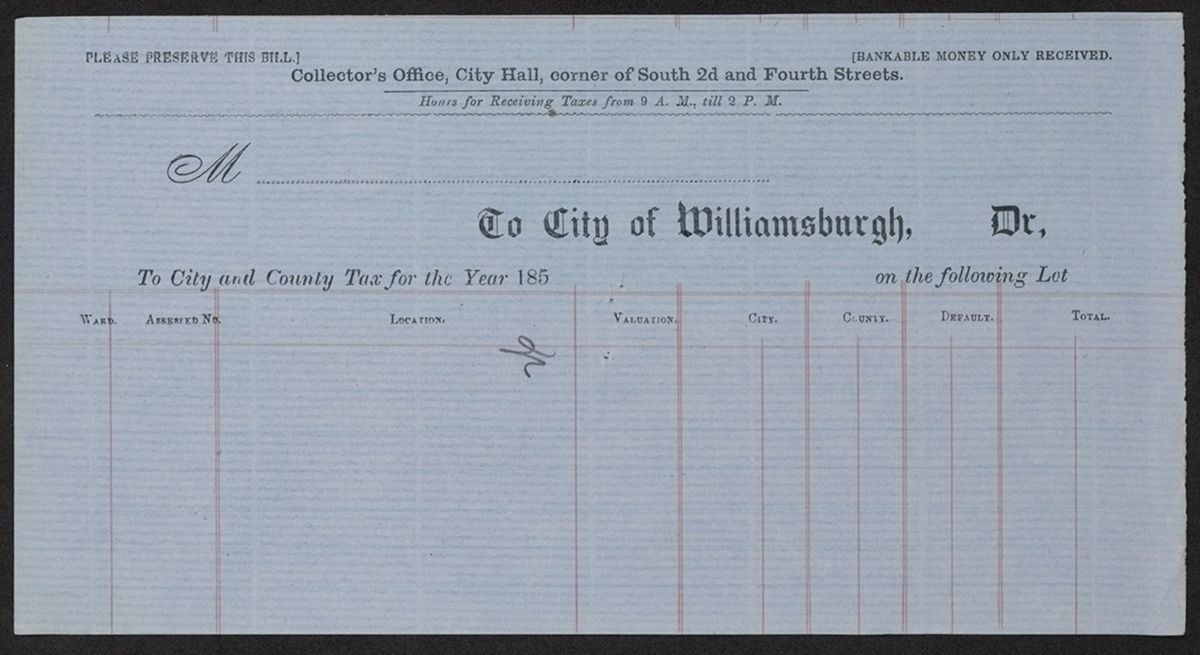 PLEASE PRESERVE THIS BILL.] [BANKABLE MONEY ONLY RECEIVED.
Collector's Office, City Hall, corner of South 2d and Fourth Streets.
Hours for Receiving Taxes from 9 A. M., till 2 P. M.
M
To City of Williamsburgh, Dr,
To City and County Tax for the Year 185 on the following Lot
WARD. ASSESSED NO. LOCATION. VALUATION. CITY. COUNTY. DEFAULT. TOTAL.